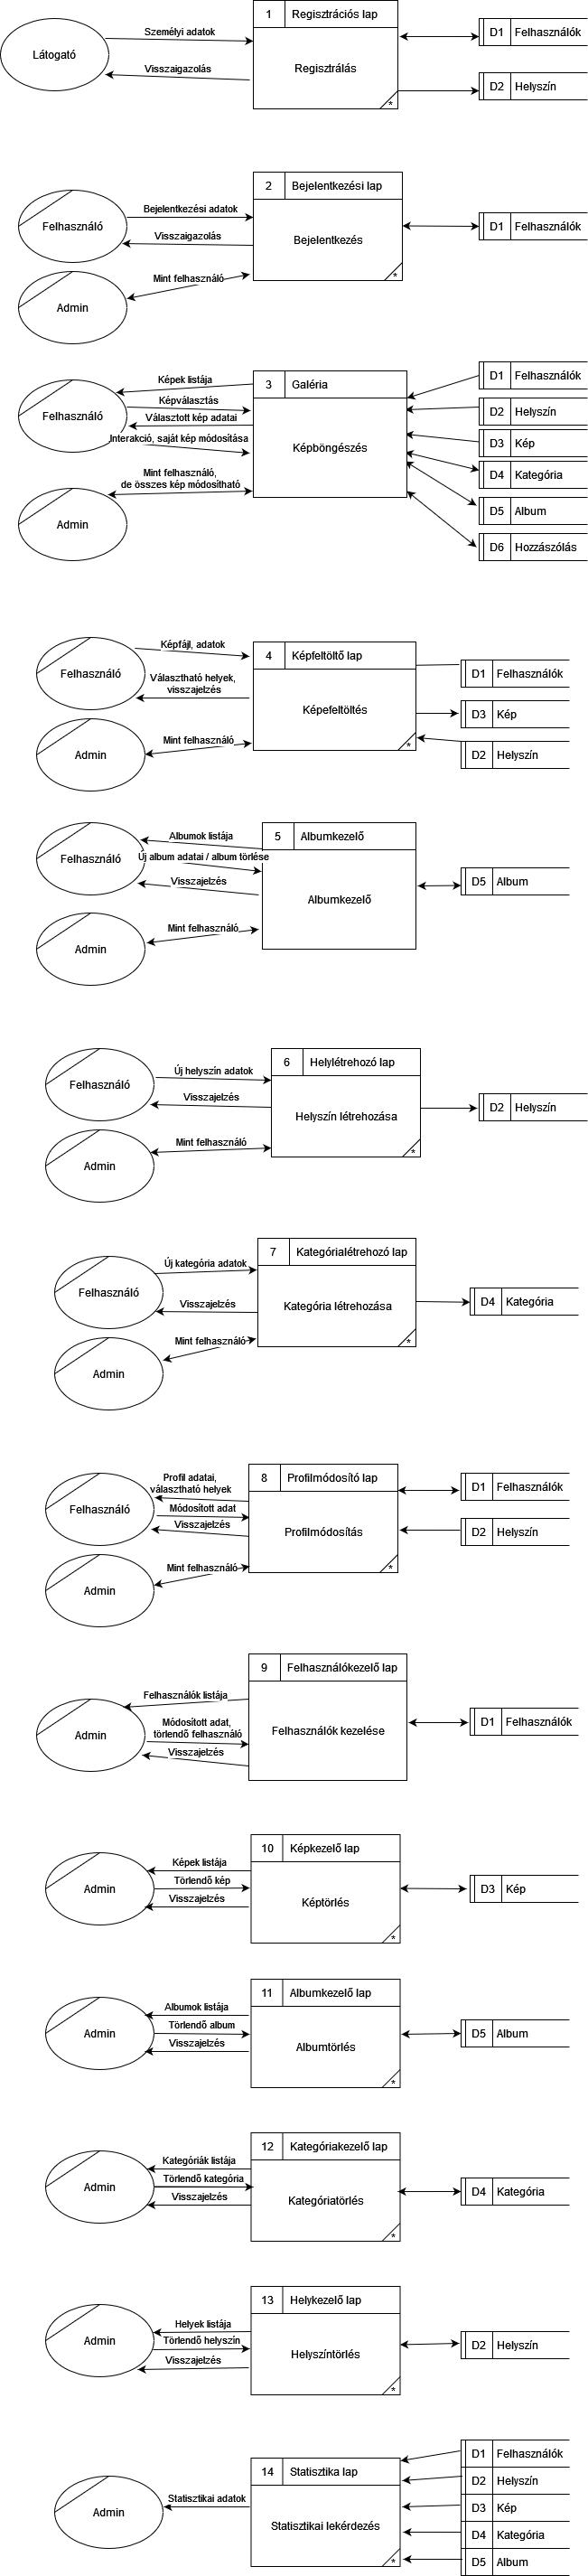 Látogató
Személyi adatok
Visszaigazolás
1 Regisztrációs lap
Regisztrálás
*
D1 Felhasználók
D2 Helyszín
Felhasználó
Admin
Bejelentkezési adatok
Visszaigazolás
Mint felhasználó
2 Bejelentkezési lap
Bejelentkezés
*
D1 Felhasználók
Felhasználó
Admin
Képek listája
Képválasztás
Választott kép adatai
Interakció, saját kép módosítása
Mint felhasználó,
de összes kép módosítható
3 Galéria
Képböngészés
D1 Felhasználók
D2 Helyszín
D3 Kép
D4 Kategória
D5 Album
D6 Hozzászólás
Felhasználó
Admin
Képfájl, adatok
Választható helyek,
visszajelzés
Mint felhasználó
4 Képfeltöltő lap
Képefeltöltés
*
D1 Felhasználók
D3 Kép
D2 Helyszín
Felhasználó
Admin
Albumok listája
Új album adatai / album törlése
Visszajelzés
Mint felhasználó
5 Albumkezelő
Albumkezelő
D5 Album
Felhasználó
Admin
Új helyszín adatok
Visszajelzés
Mint felhasználó
6 Helylétrehozó lap
Helyszín létrehozása
*
D2 Helyszín
Felhasználó
Admin
Új kategória adatok
Visszajelzés
Mint felhasználó
7 Kategórialétrehozó lap
Kategória létrehozása
*
D4 Kategória
Felhasználó
Admin
Profil adatai,
választható helyek
Módosított adat
Visszajelzés
Mint felhasználó
8 Profilmódosító lap
Profilmódosítás
*
D1 Felhasználók
D2 Helyszín
Admin
Felhasználók listája
Módosított adat,
törlendő felhasználó
Visszajelzés
9 Felhasználókezelő lap
Felhasználók kezelése
D1 Felhasználók
Admin
Képek listája
Törlendő kép
Visszajelzés
10 Képkezelő lap
Képtörlés
*
D3 Kép
Admin
Albumok listája
Törlendő album
Visszajelzés
11 Albumkezelő lap
Albumtörlés
*
D5 Album
Admin
Kategóriák listája
Törlendő kategória
Visszajelzés
12 Kategóriakezelő lap
Kategóriatörlés
*
D4 Kategória
Admin
Helyek listája
Törlendő helyszín
Visszajelzés
13 Helykezelő lap
Helyszíntörlés
*
D2 Helyszín
Admin
Statisztikai adatok
14 Statisztika lap
Statisztikai lekérdezés
*
D1 Felhasználók
D2 Helyszín
D3 Kép
D4 Kategória
D5 Album